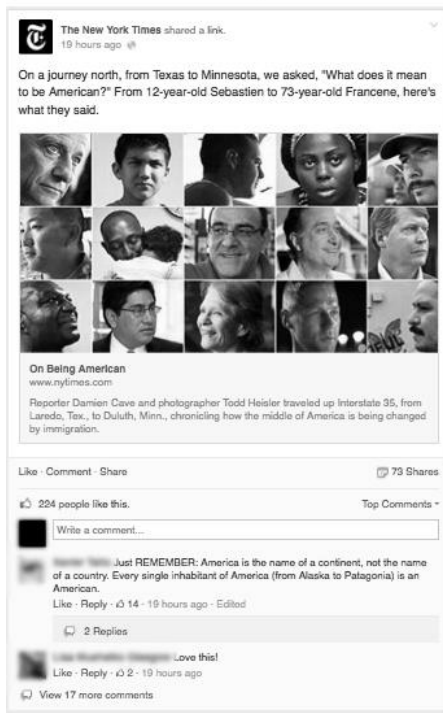 The New York Times shared a link.
19 hours ago
On a journey north, from Texas to Minnesota, we asked, "What does it mean
to be American?" From 12-year-old Sebastien to 73-year-old Francene, here's
what they said.
On Being American
www.nytimes.com
Reporter Damien Cave and photographer Todd Heisler traveled up Interstate 35, from
Laredo, Tex., to Duluth, Minn., chronicling how the middle of America is being changed
by immigration.
Like · Comment · Share
73 Shares
224 people like this.
Top Comments
Write a comment...
Just REMEMBER: America is the name of a continent, not the name
of a country. Every single inhabitant of America (from Alaska to Patagonia) is an
American.
Like · Reply · 14 · 19 hours ago · Edited
2 Replies
Love this!
Like · Reply · 2 · 19 hours ago
View 17 more comments